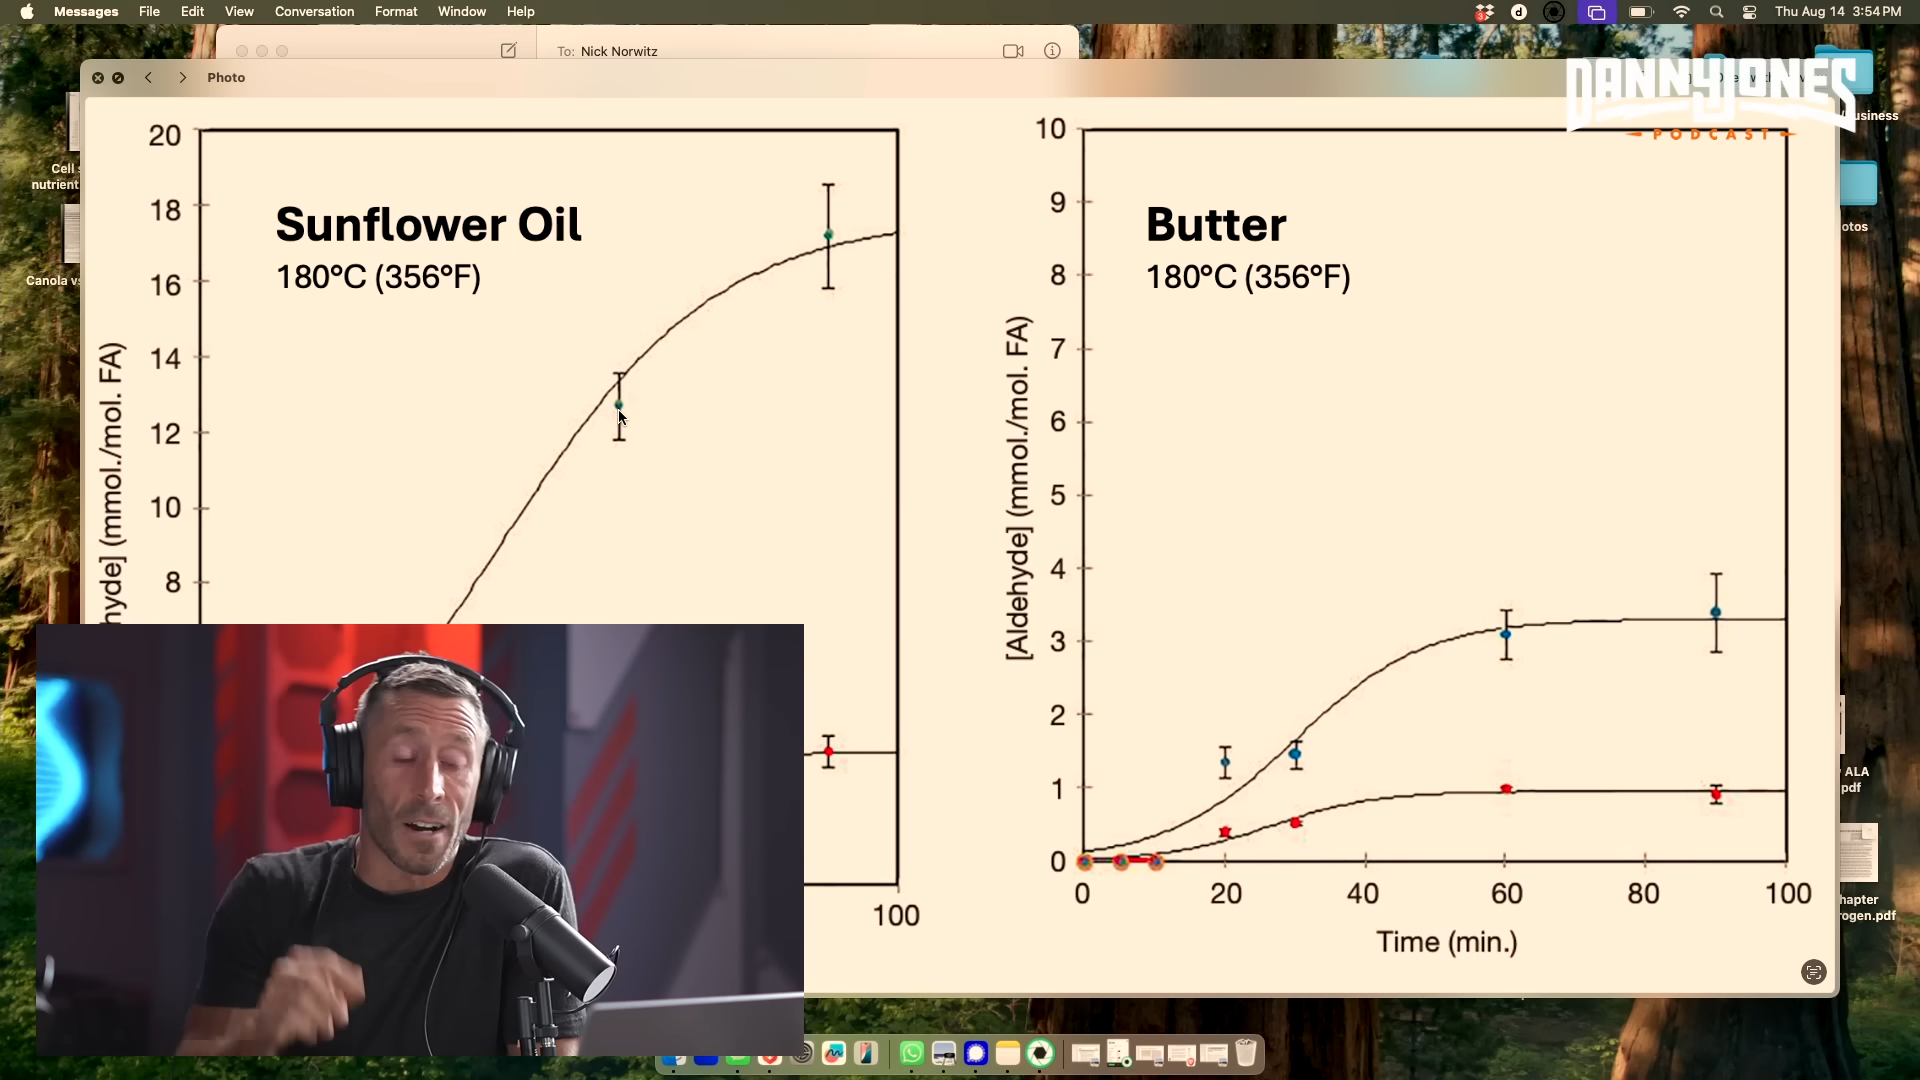 Messages File Edit View Conversation Format Window Help
3
d
Thu Aug 14 3:54 PM
To: Nick Norwitz
Photo
DANNY JONES
PODCAST
usiness
Cell
nutrient
otos
Canola vs
20
18
16
14
12
10
8
Sunflower Oil
180°C (356°F)
hyde] (mmol./mol. FA)
100
10
9
8
7
6
5
4
3
2
1
0
Butter
180°C (356°F)
[Aldehyde] (mmol./mol. FA)
0 20 40 60 80 100
Time (min.)
ALA
pdf
hapter
rogen.pdf